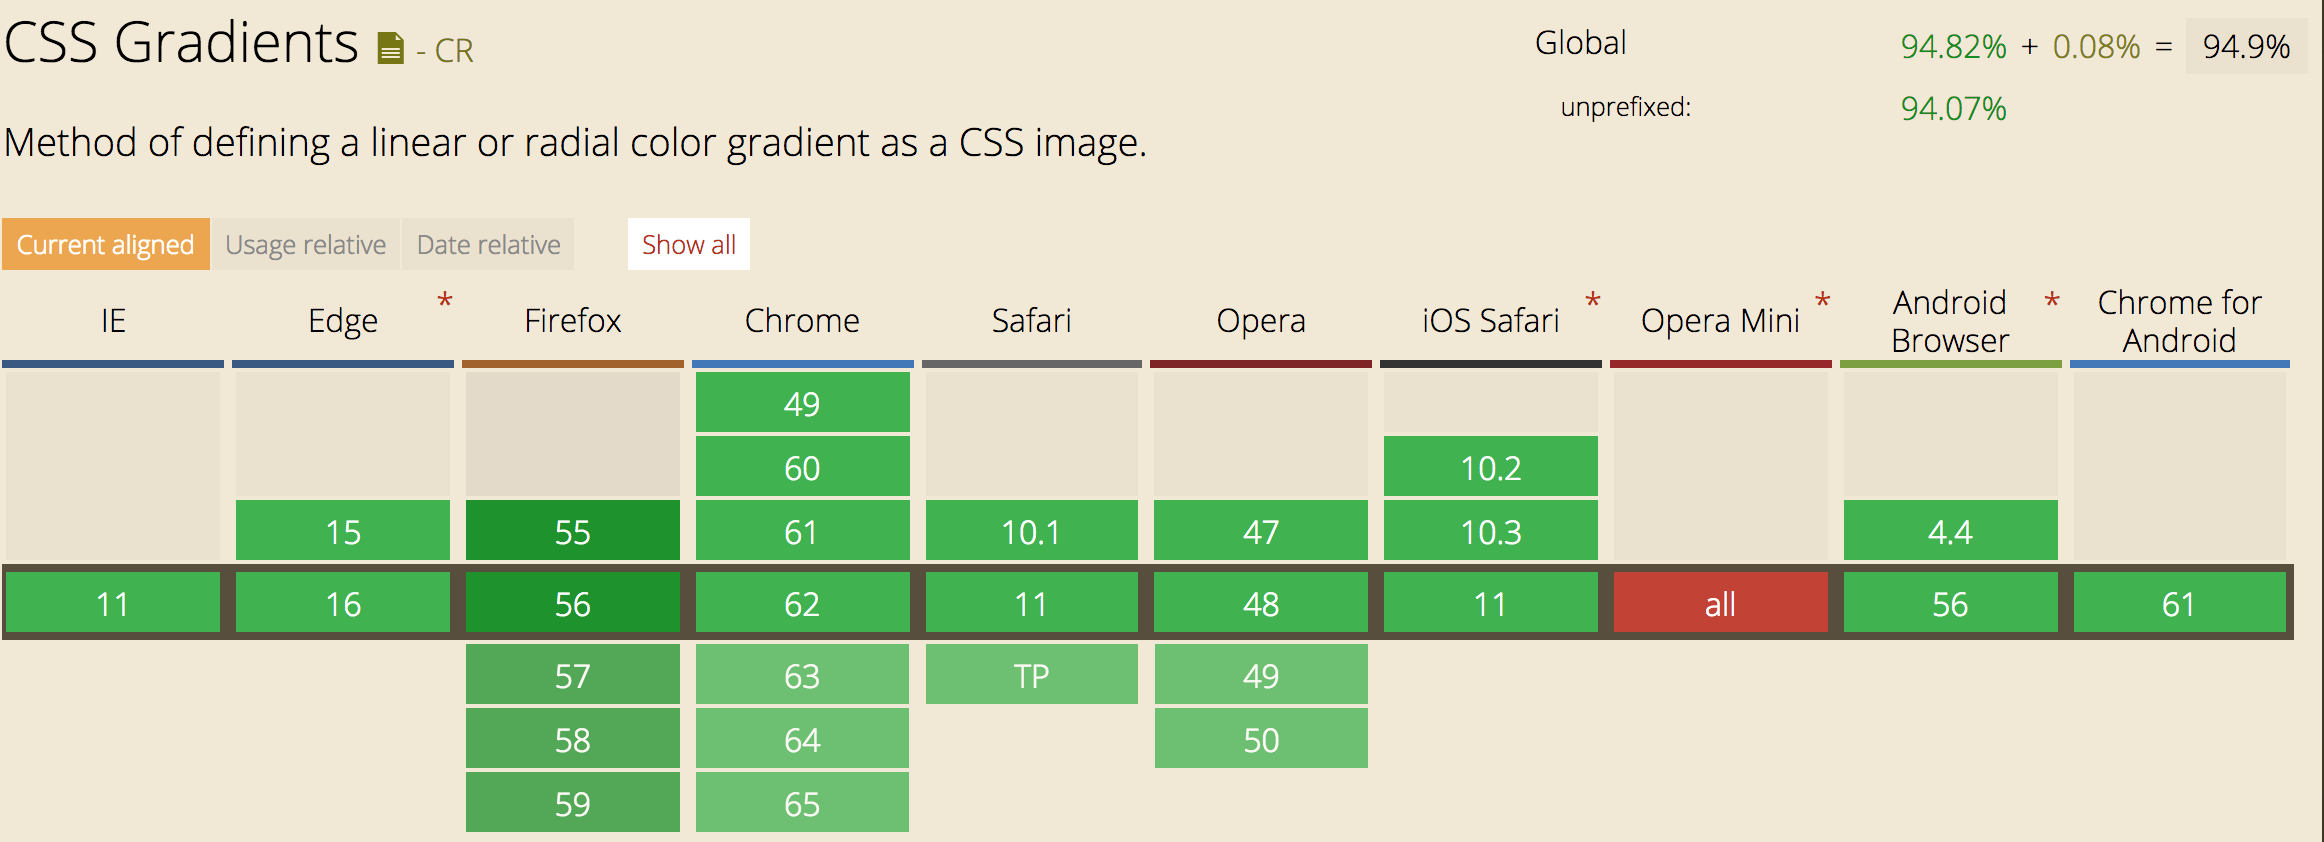 CSS Gradients - CR
Global 94.82% + 0.08% = 94.9%
unprefixed: 94.07%
Method of defining a linear or radial color gradient as a CSS image.
Current aligned Usage relative Date relative Show all
IE Edge * Firefox Chrome Safari Opera iOS Safari * Opera Mini * Android Browser * Chrome for Android
49
60 10.2
15 55 61 10.1 47 10.3 4.4
11 16 56 62 11 48 11 all 56 61
57 63 TP 49
58 64 50
59 65